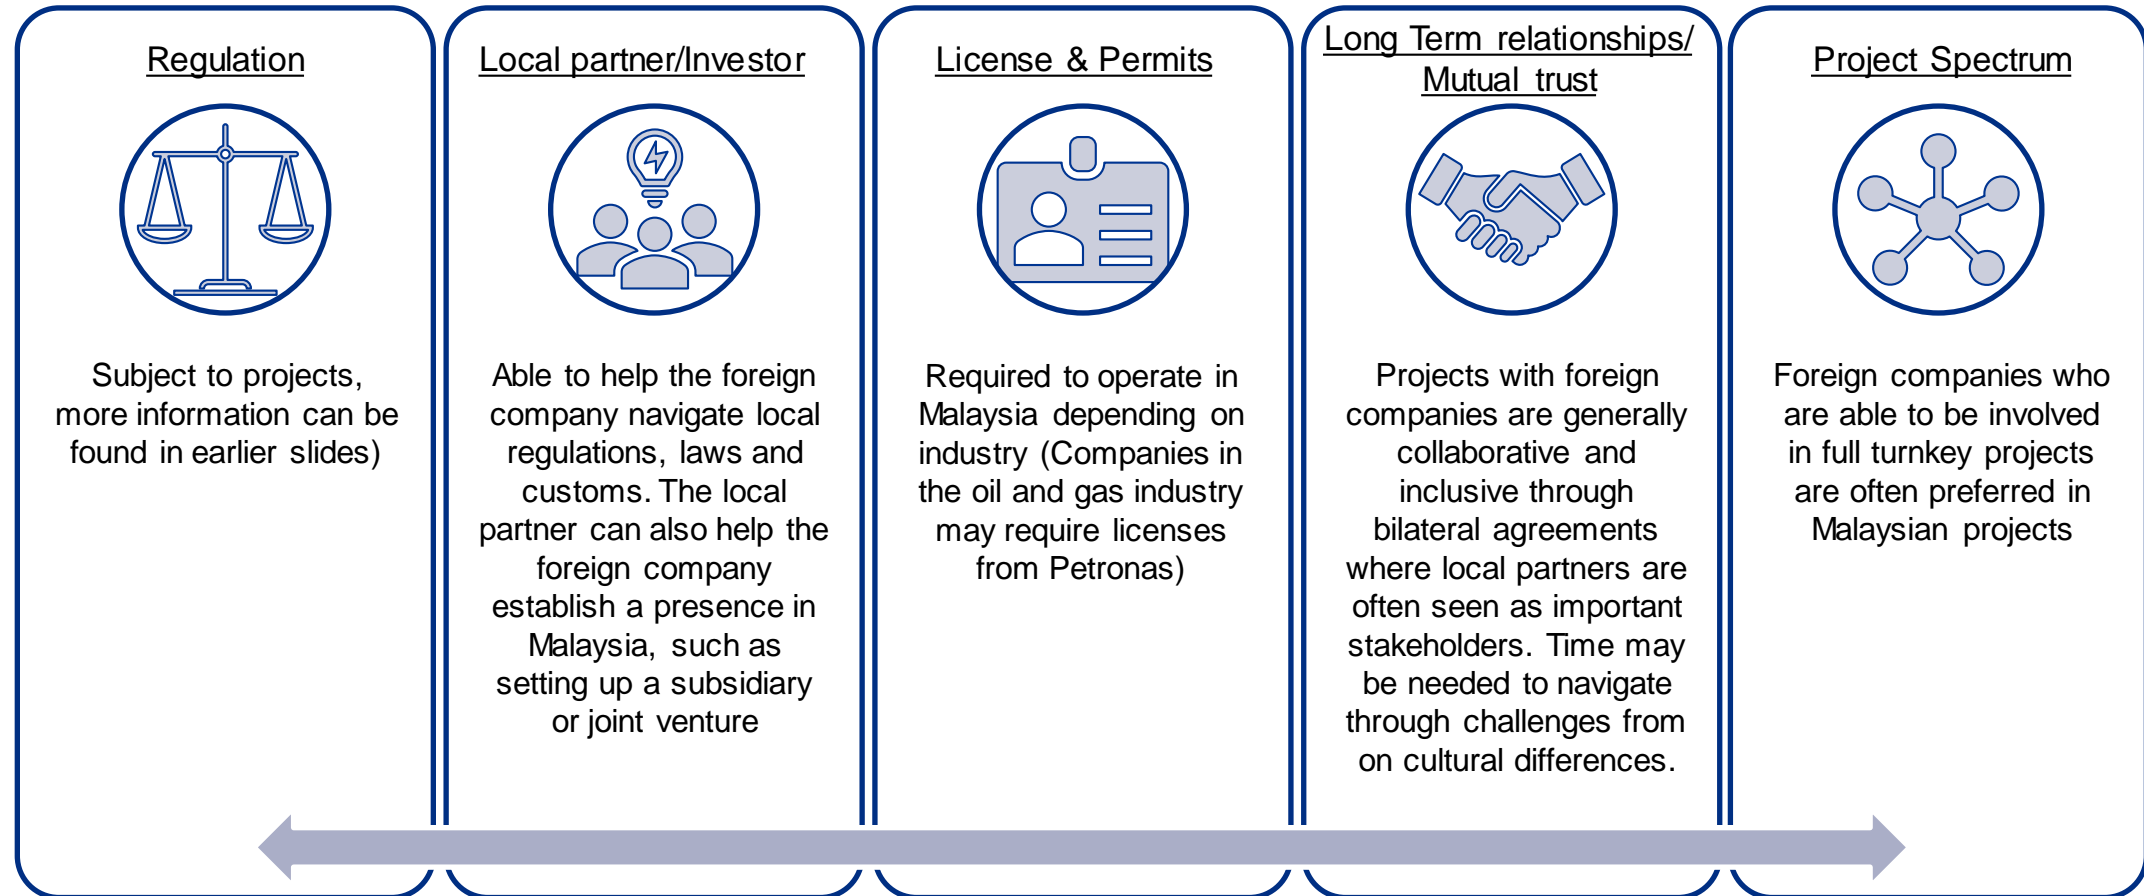 Regulation
Subject to projects,
more information can be
found in earlier slides)
Local partner/Investor
Able to help the foreign
company navigate local
regulations, laws and
customs. The local
partner can also help the
foreign company
establish a presence in
Malaysia, such as
setting up a subsidiary
or joint venture
License & Permits
Required to operate in
Malaysia depending on
industry (Companies in
the oil and gas industry
may require licenses
from Petronas)
Long Term relationships/
Mutual trust
Projects with foreign
companies are generally
collaborative and
inclusive through
bilateral agreements
where local partners are
often seen as important
stakeholders. Time may
be needed to navigate
through challenges from
on cultural differences.
Project Spectrum
Foreign companies who
are able to be involved
in full turnkey projects
are often preferred in
Malaysian projects